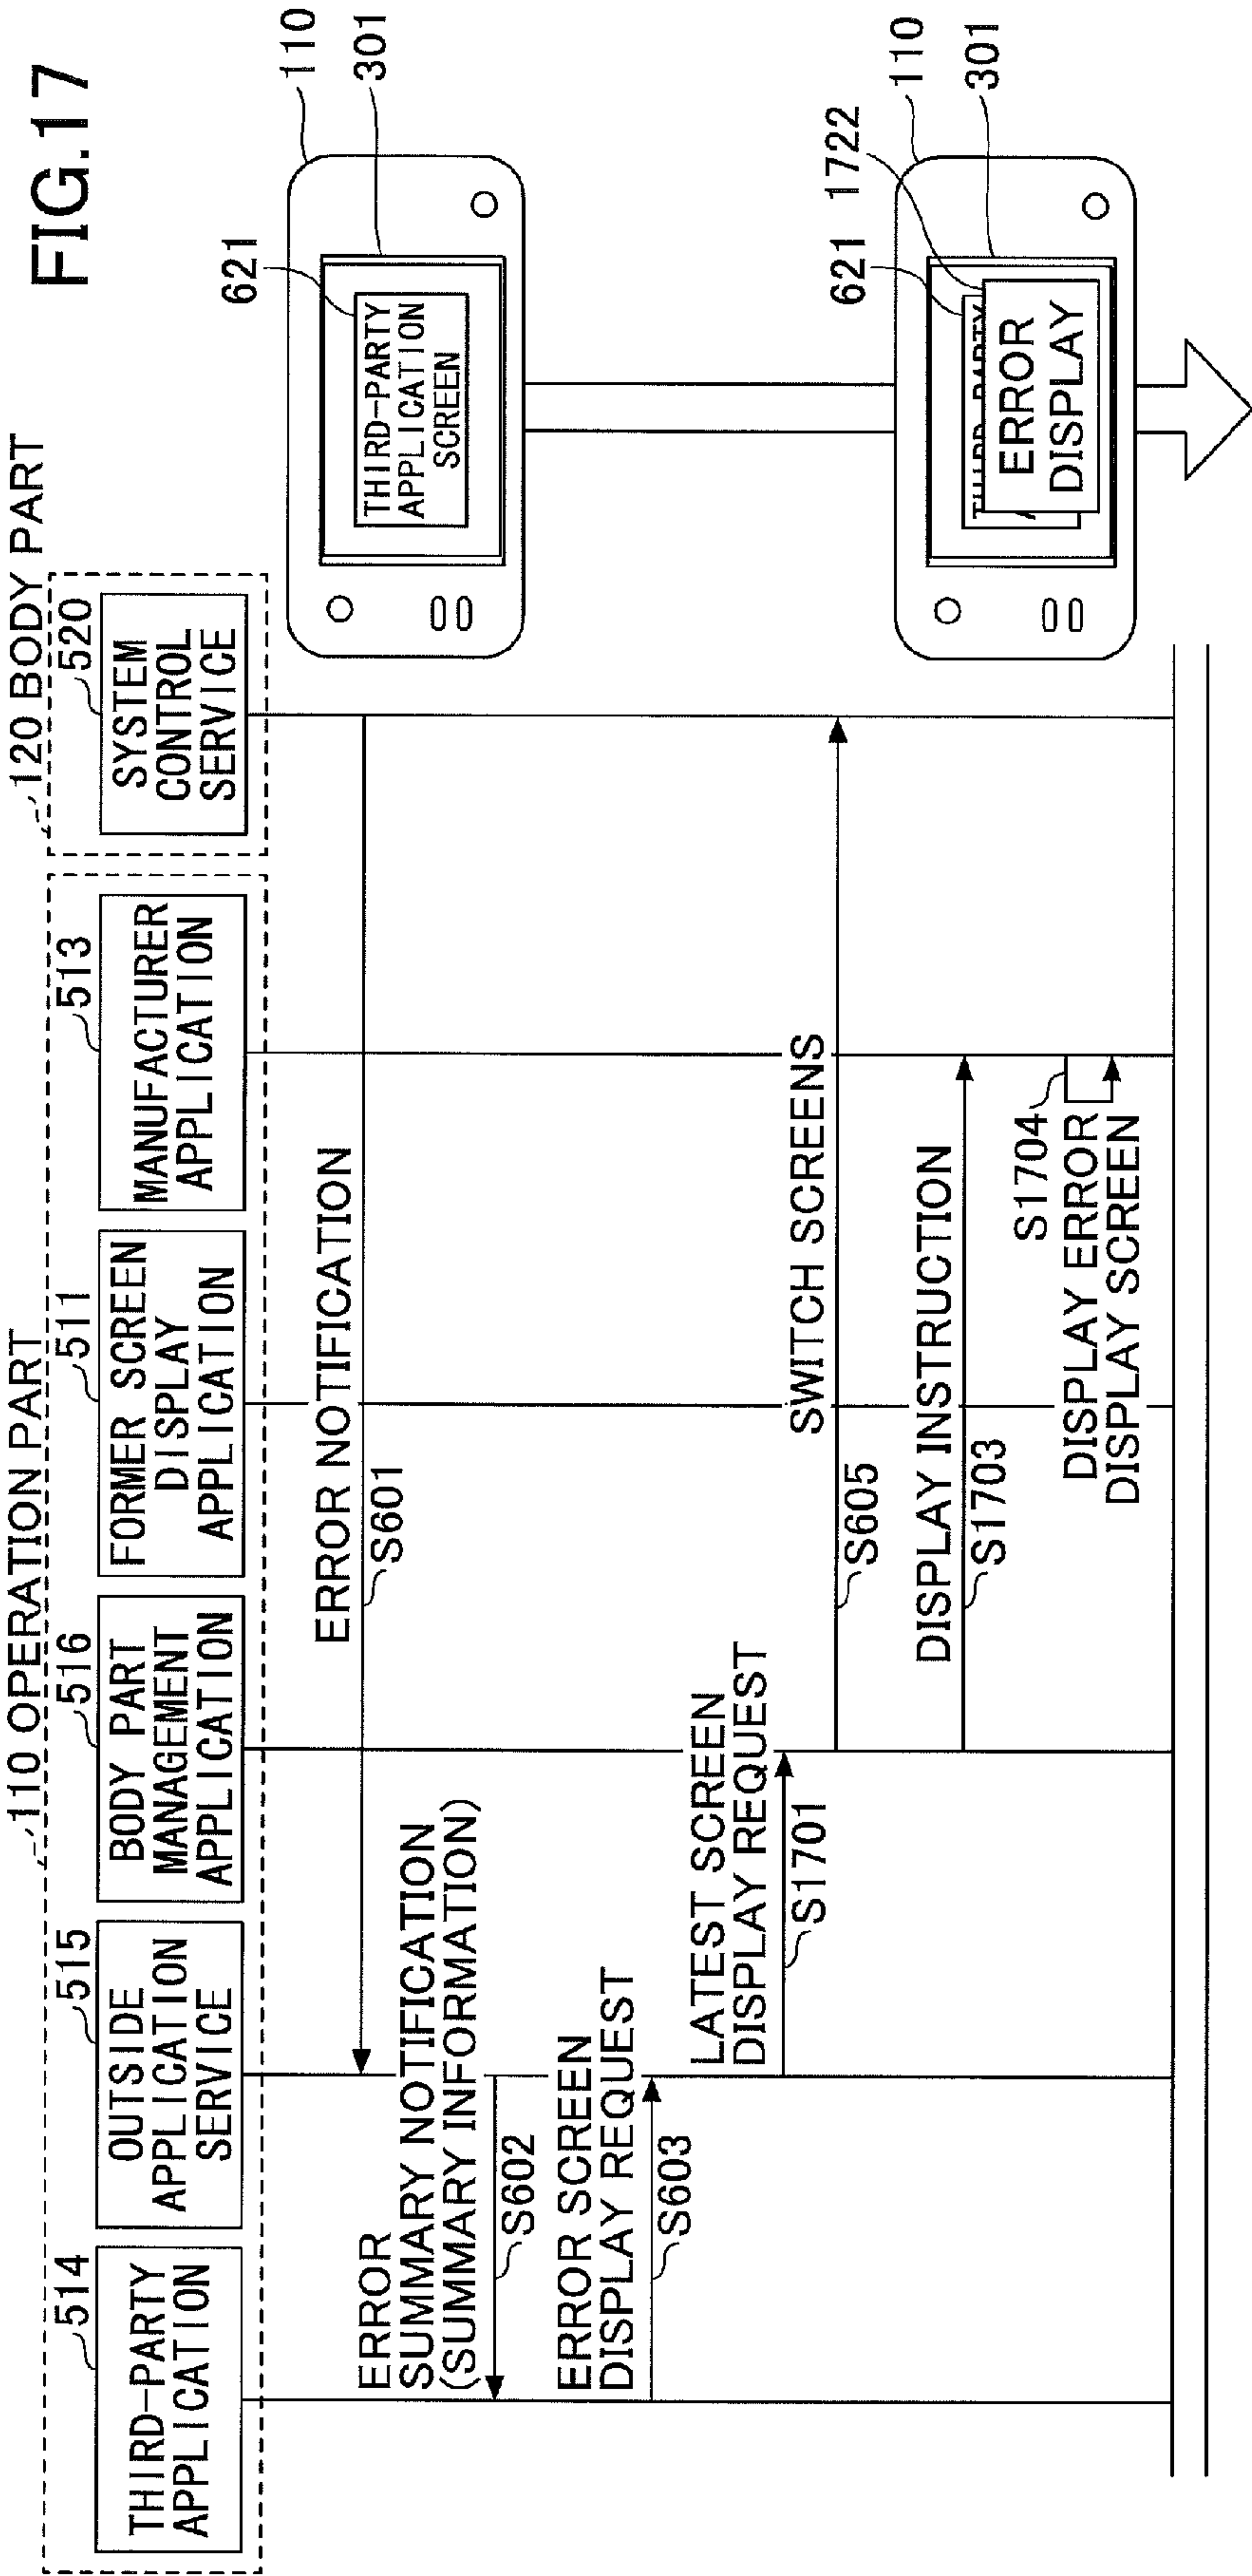 FIG.17
110 OPERATION PART
120 BODY PART
514
THIRD-PARTY
APPLICATION
515
OUTSIDE
APPLICATION
SERVICE
516
BODY PART
MANAGEMENT
APPLICATION
511
FORMER SCREEN
DISPLAY
APPLICATION
513
MANUFACTURER
APPLICATION
520
SYSTEM
CONTROL
SERVICE
ERROR NOTIFICATION
S601
ERROR
SUMMARY NOTIFICATION
(SUMMARY INFORMATION)
S602
ERROR SCREEN
DISPLAY REQUEST
S603
LATEST SCREEN
DISPLAY REQUEST
S1701
SWITCH SCREENS
S605
DISPLAY INSTRUCTION
S1703
S1704
DISPLAY ERROR
DISPLAY SCREEN
621
110
301
THIRD-PARTY
APPLICATION
SCREEN
621
1722
110
301
THIRD-PARTY
ERROR
DISPLAY